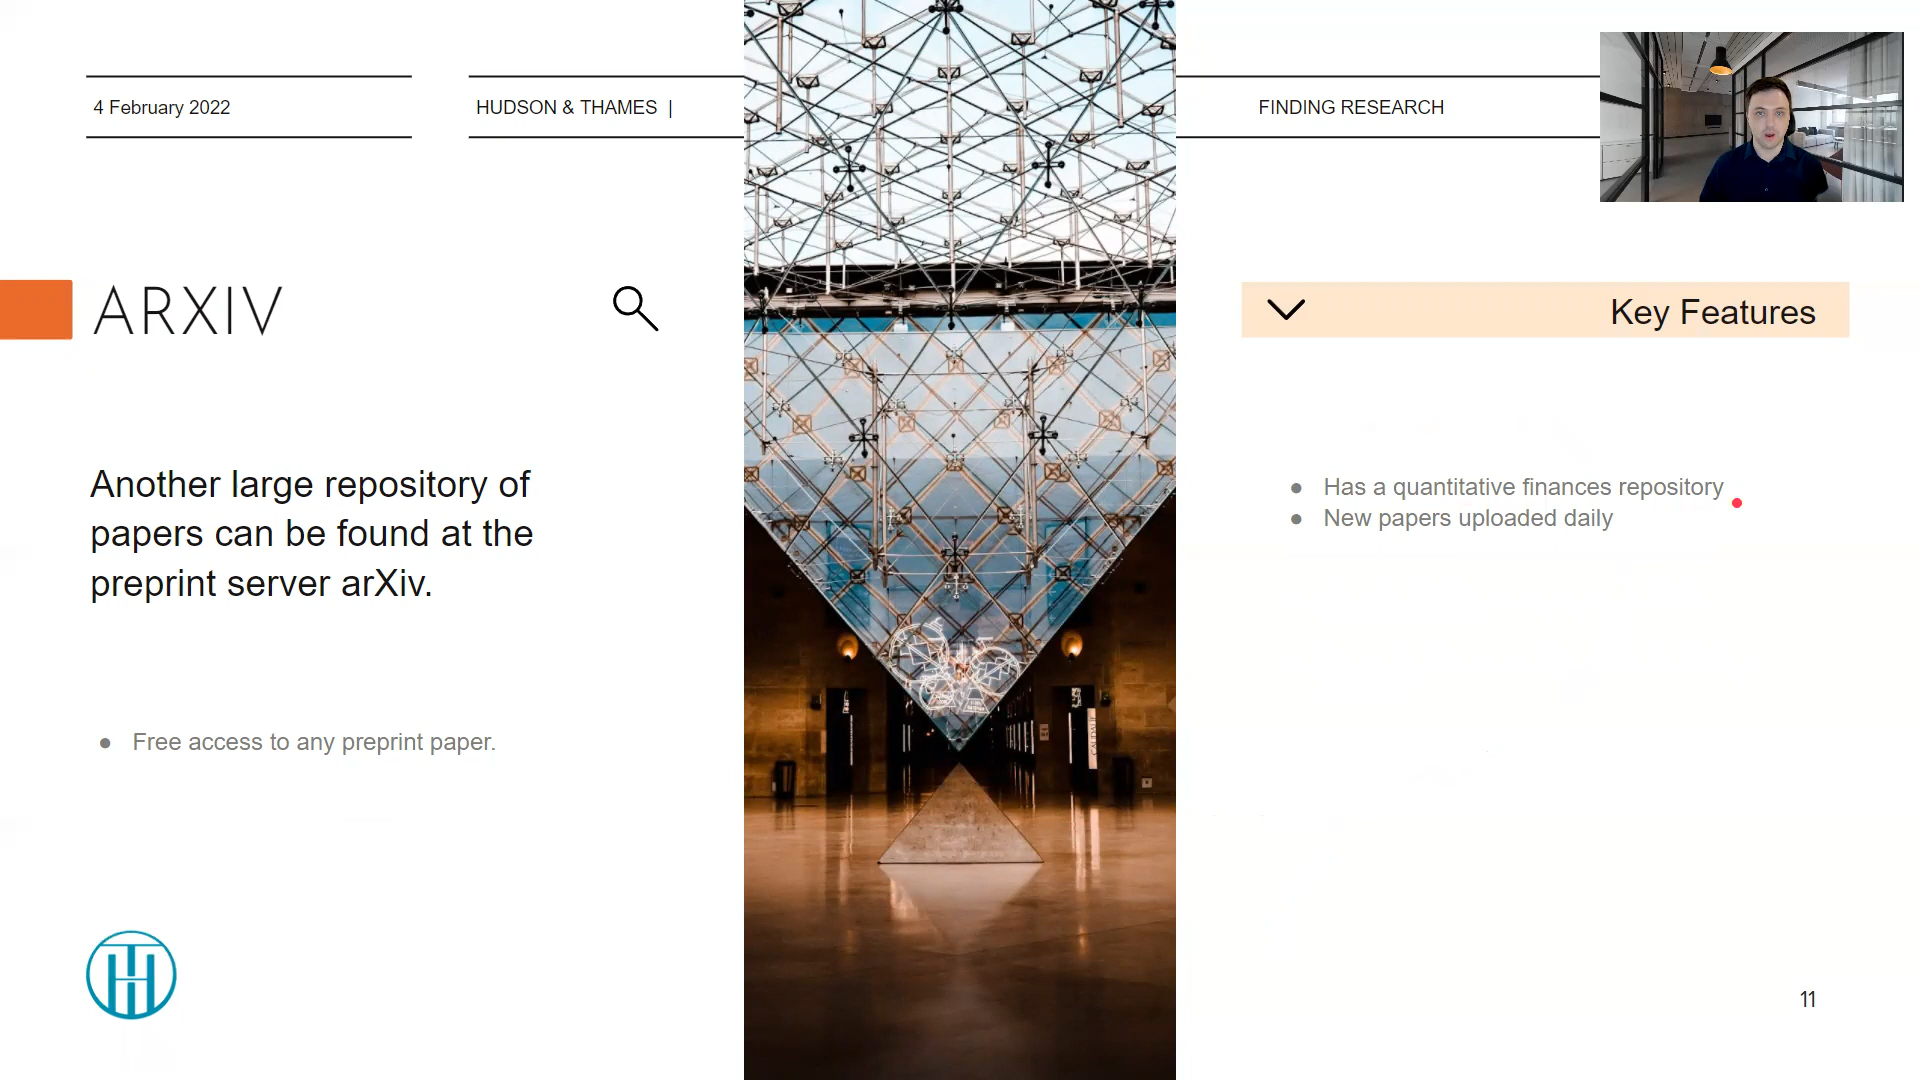 4 February 2022
HUDSON & THAMES |
FINDING RESEARCH
ARXIV
Key Features
Another large repository of
papers can be found at the
preprint server arXiv.
● Has a quantitative finances repository
● New papers uploaded daily
● Free access to any preprint paper.
11